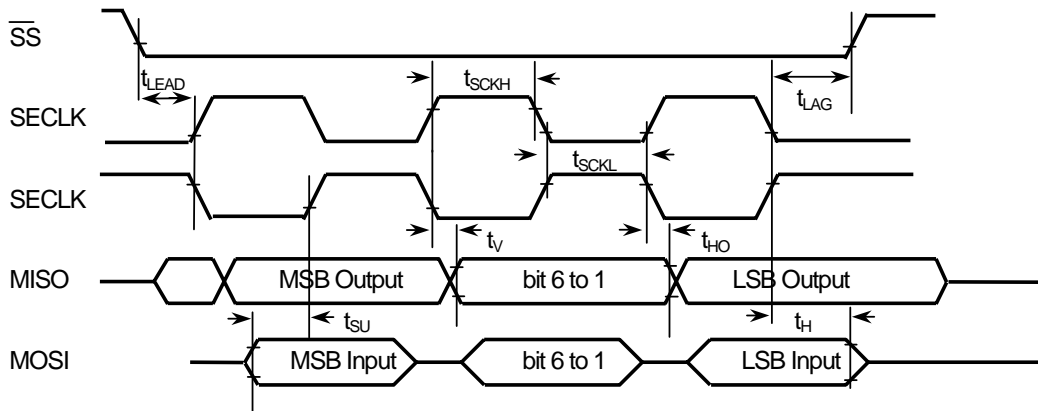 SS
tLEAD tSCKH tLAG
SECLK
tSCKL
SECLK
tV tHO
MISO MSB Output bit 6 to 1 LSB Output
tSU tH
MOSI MSB Input bit 6 to 1 LSB Input